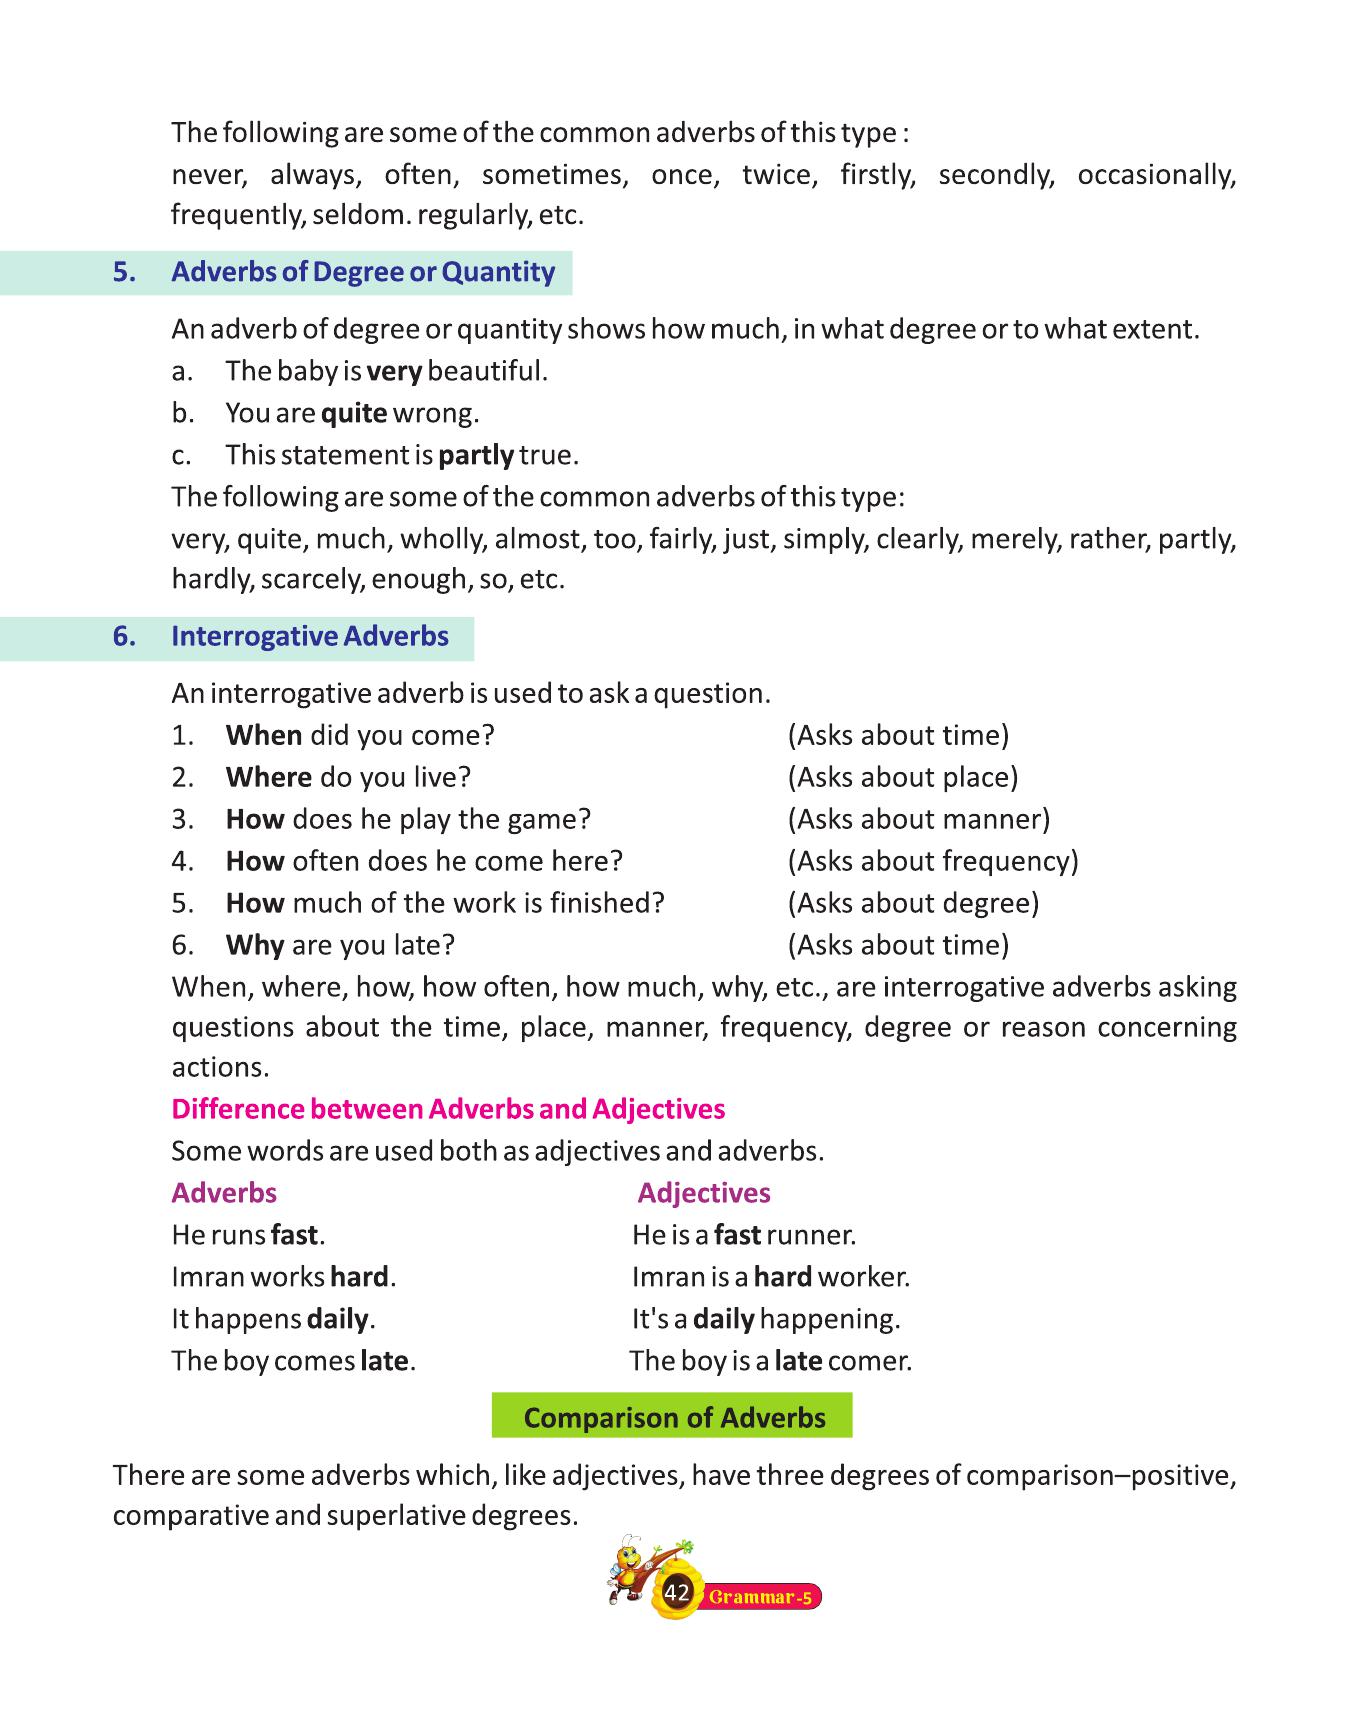 The following are some of the common adverbs of this type :
never, always, often, sometimes, once, twice, firstly, secondly, occasionally,
frequently, seldom. regularly, etc.
5. Adverbs of Degree or Quantity
An adverb of degree or quantity shows how much, in what degree or to what extent.
a. The baby is very beautiful.
b. You are quite wrong.
c. This statement is partly true.
The following are some of the common adverbs of this type:
very, quite, much, wholly, almost, too, fairly, just, simply, clearly, merely, rather, partly,
hardly, scarcely, enough, so, etc.
6. Interrogative Adverbs
An interrogative adverb is used to ask a question.
1. When did you come? (Asks about time)
2. Where do you live? (Asks about place)
3. How does he play the game? (Asks about manner)
4. How often does he come here? (Asks about frequency)
5. How much of the work is finished? (Asks about degree)
6. Why are you late? (Asks about time)
When, where, how, how often, how much, why, etc., are interrogative adverbs asking
questions about the time, place, manner, frequency, degree or reason concerning
actions.
Difference between Adverbs and Adjectives
Some words are used both as adjectives and adverbs.
Adverbs Adjectives
He runs fast. He is a fast runner.
Imran works hard. Imran is a hard worker.
It happens daily. It's a daily happening.
The boy comes late. The boy is a late comer.
Comparison of Adverbs
There are some adverbs which, like adjectives, have three degrees of comparison–positive,
comparative and superlative degrees.
42 Grammar-5